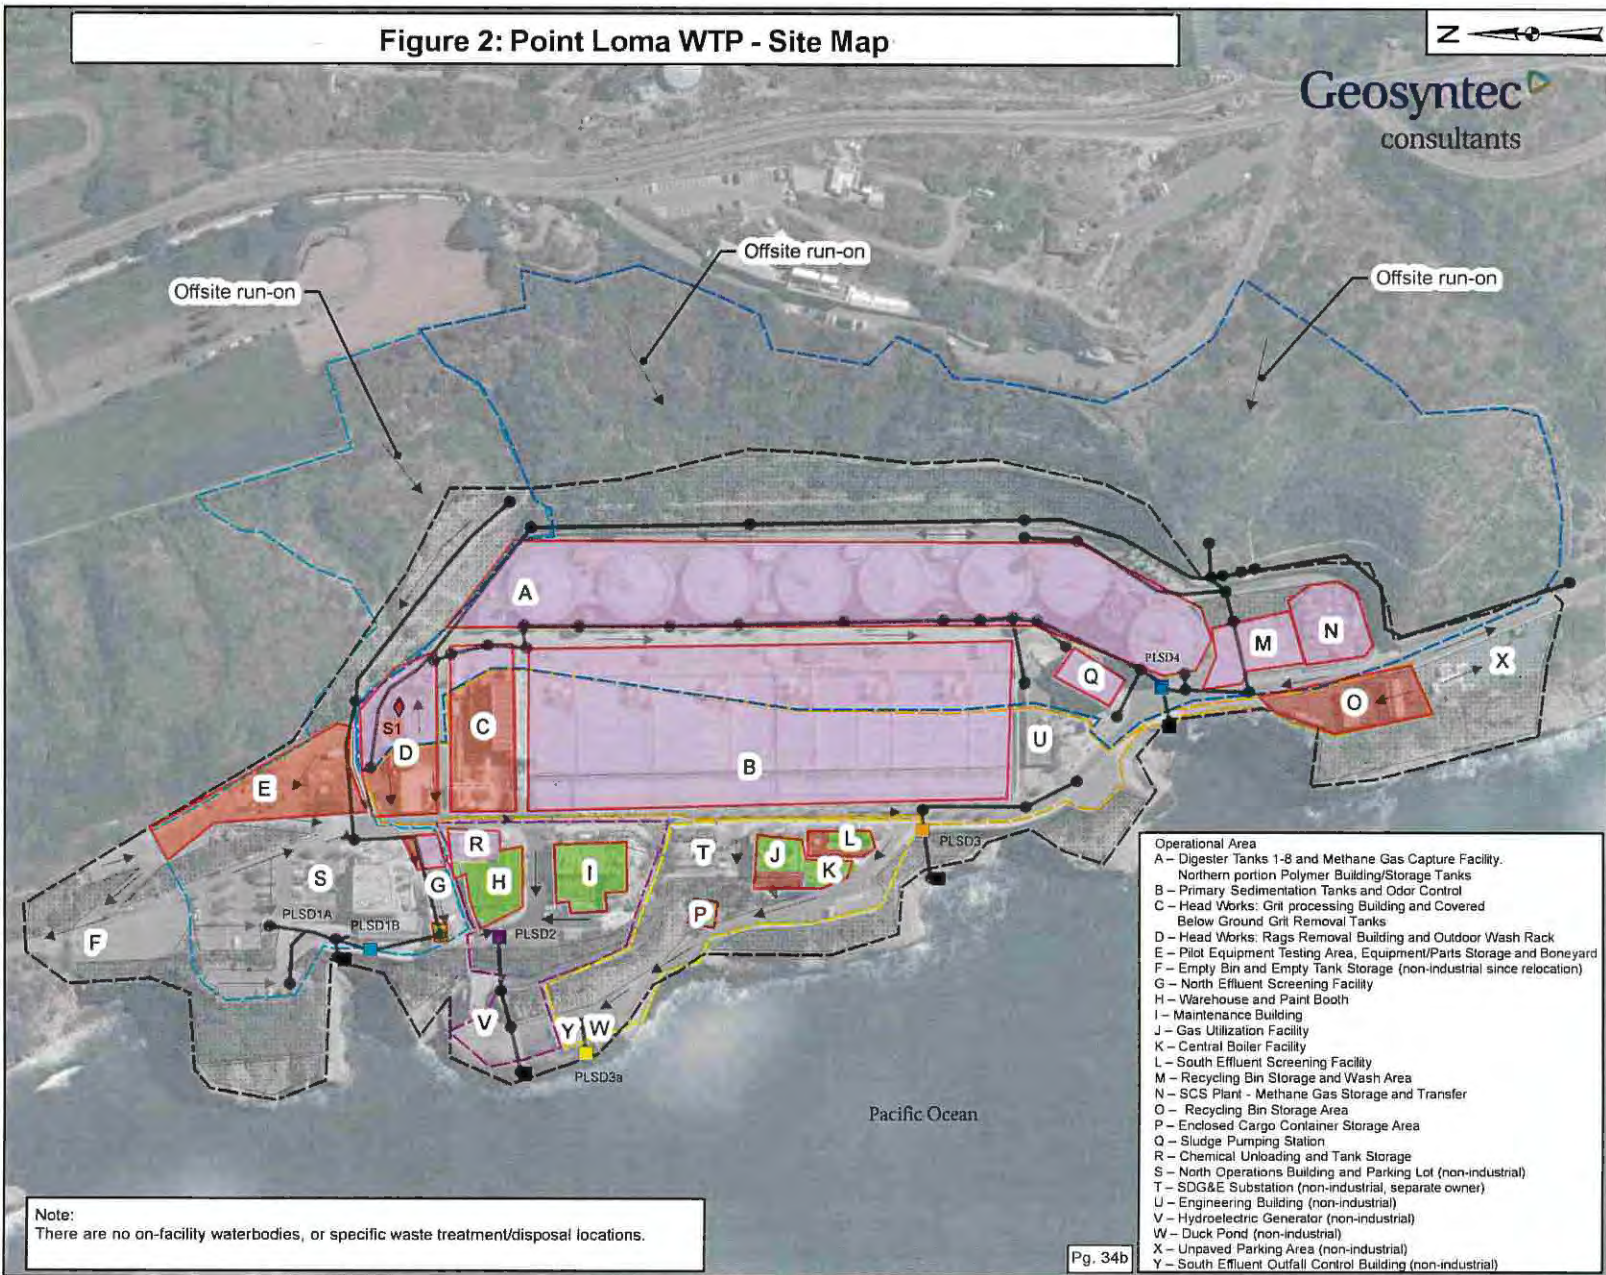 Figure 2: Point Loma WTP - Site Map
N
Geosyntec
consultants
Offsite run-on
Offsite run-on
Offsite run-on
A
M
N
X
Q
PLSD4
O
S1
D
C
U
B
E
R
T
J
L
K
PLSD3
S
G
H
I
PLSD1A
PLSD1B
PLSD2
P
F
V
Y
W
PLSD3a
Pacific Ocean
Operational Area
A – Digester Tanks 1-8 and Methane Gas Capture Facility.
Northern portion Polymer Building/Storage Tanks
B – Primary Sedimentation Tanks and Odor Control
C – Head Works: Grit processing Building and Covered
Below Ground Grit Removal Tanks
D – Head Works: Rags Removal Building and Outdoor Wash Rack
E – Pilot Equipment Testing Area, Equipment/Parts Storage and Boneyard
F – Empty Bin and Empty Tank Storage (non-industrial since relocation)
G – North Effluent Screening Facility
H – Warehouse and Paint Booth
I – Maintenance Building
J – Gas Utilization Facility
K – Central Boiler Facility
L – South Effluent Screening Facility
M – Recycling Bin Storage and Wash Area
N – SCS Plant - Methane Gas Storage and Transfer
O – Recycling Bin Storage Area
P – Enclosed Cargo Container Storage Area
Q – Sludge Pumping Station
R – Chemical Unloading and Tank Storage
S – North Operations Building and Parking Lot (non-industrial)
T – SDG&E Substation (non-industrial, separate owner)
U – Engineering Building (non-industrial)
V – Hydroelectric Generator (non-industrial)
W – Duck Pond (non-industrial)
X – Unpaved Parking Area (non-industrial)
Y – South Effluent Outfall Control Building (non-industrial)
Note:
There are no on-facility waterbodies, or specific waste treatment/disposal locations.
Pg. 34b